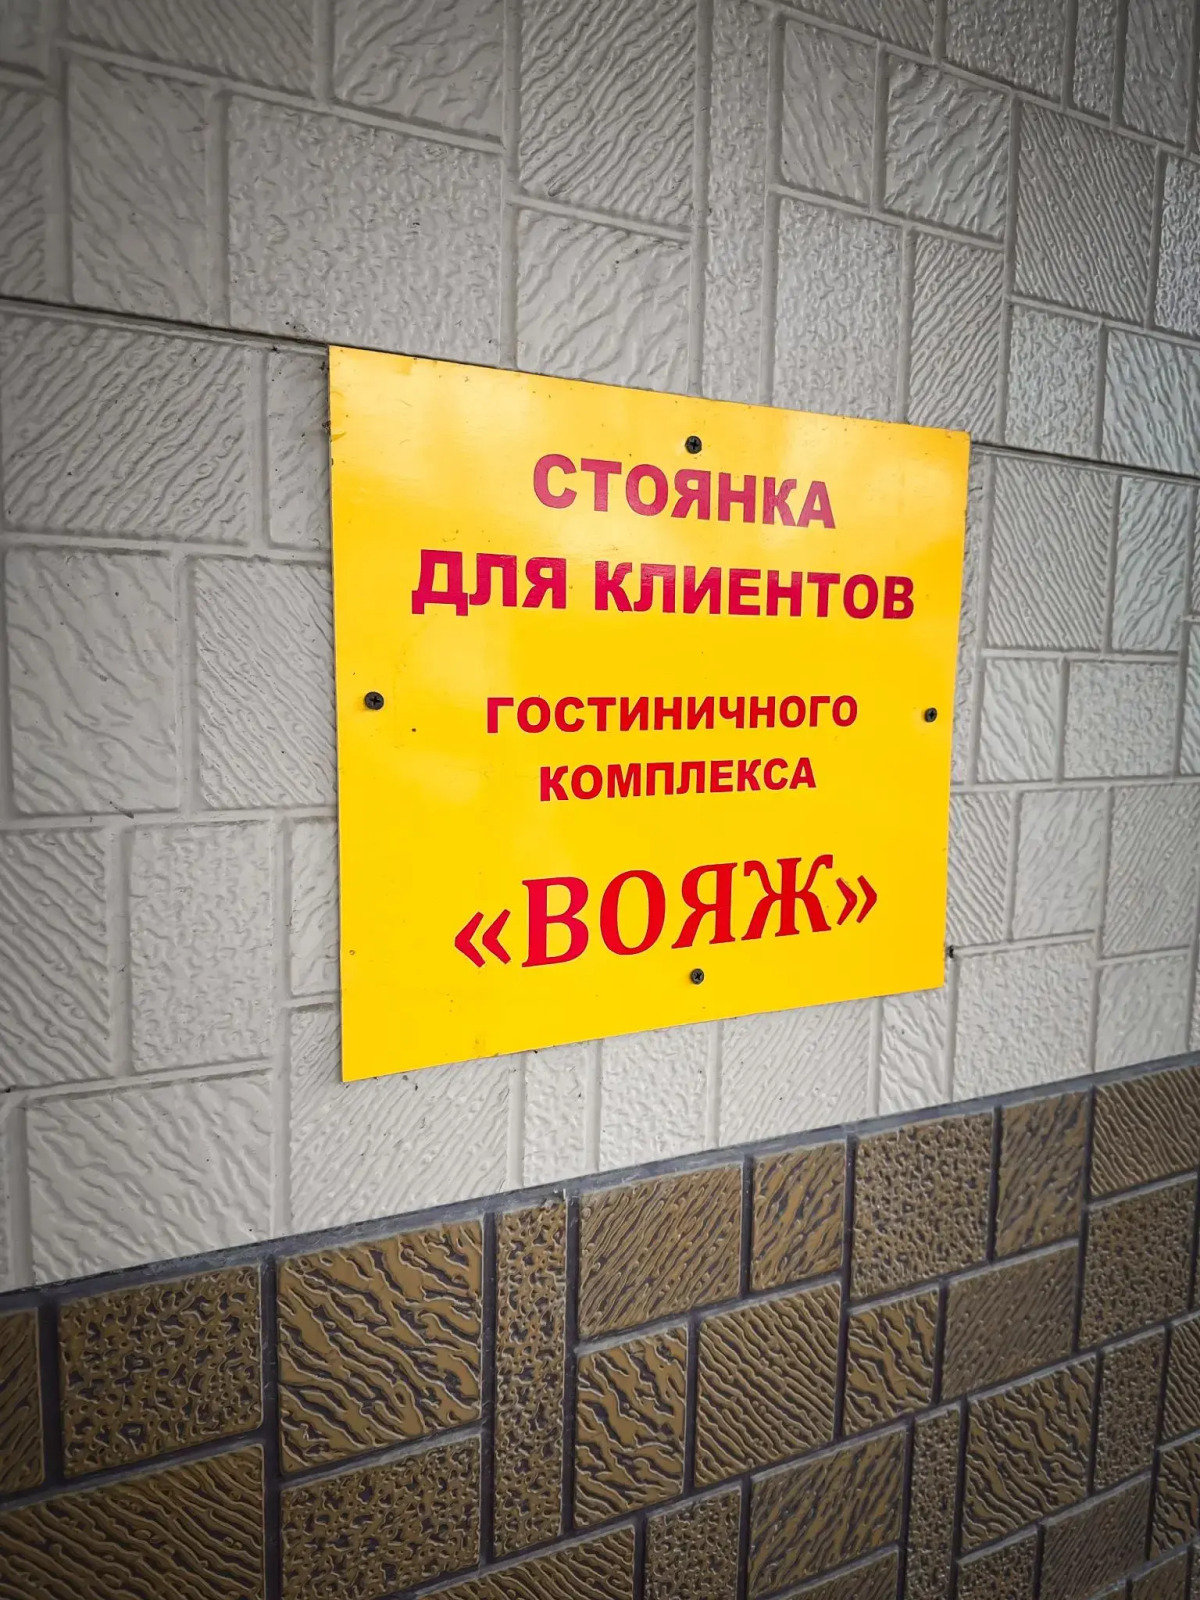 СТОЯНКА
ДЛЯ КЛИЕНТОВ
ГОСТИНИЧНОГО
КОМПЛЕКСА
«ВОЯЖ»